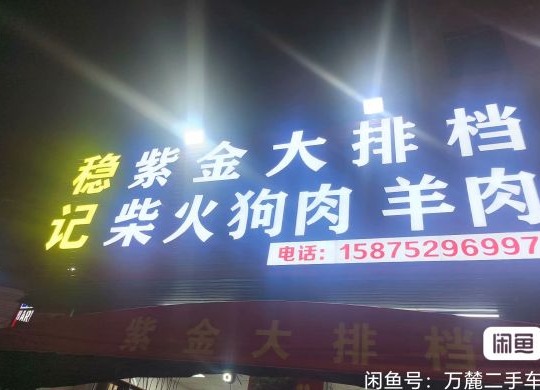 稳记
紫金大排档
柴火狗肉 羊肉
电话：15875296997
紫金大排档
闲鱼
闲鱼号：万麓二手车